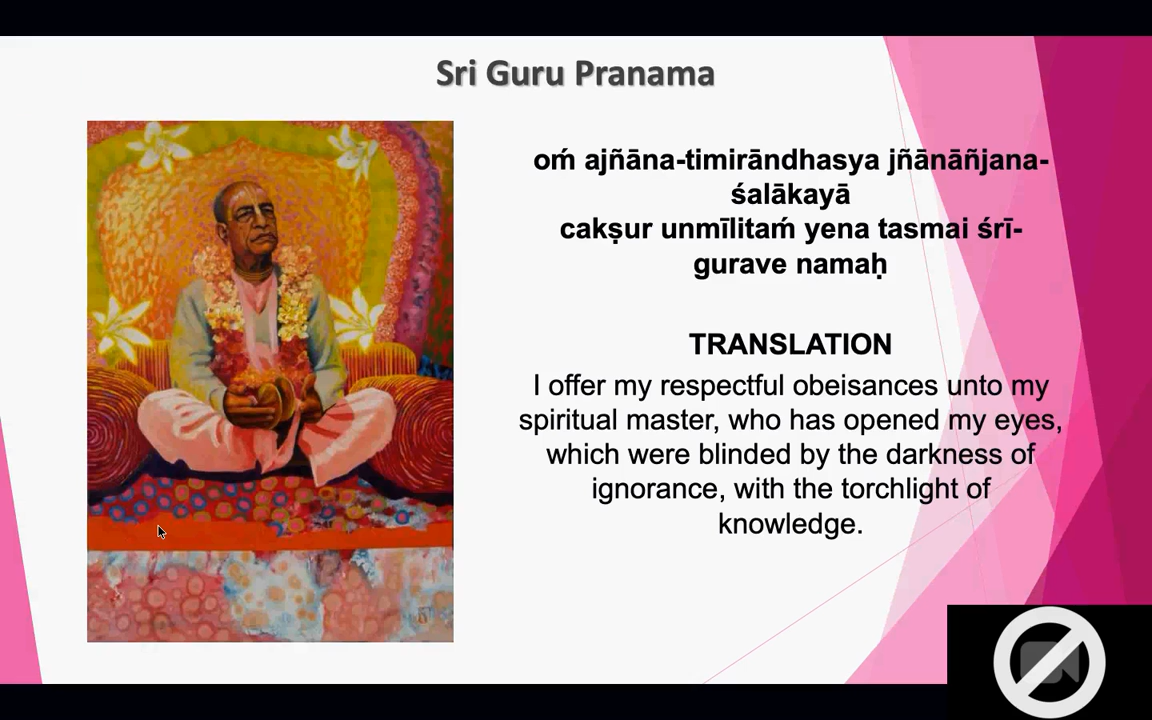 Sri Guru Pranama
oḿ ajñāna-timirāndhasya jñānāñjana-
śalākayā
cakṣur unmīlitaḿ yena tasmai śrī-
gurave namaḥ
TRANSLATION
I offer my respectful obeisances unto my
spiritual master, who has opened my eyes,
which were blinded by the darkness of
ignorance, with the torchlight of
knowledge.